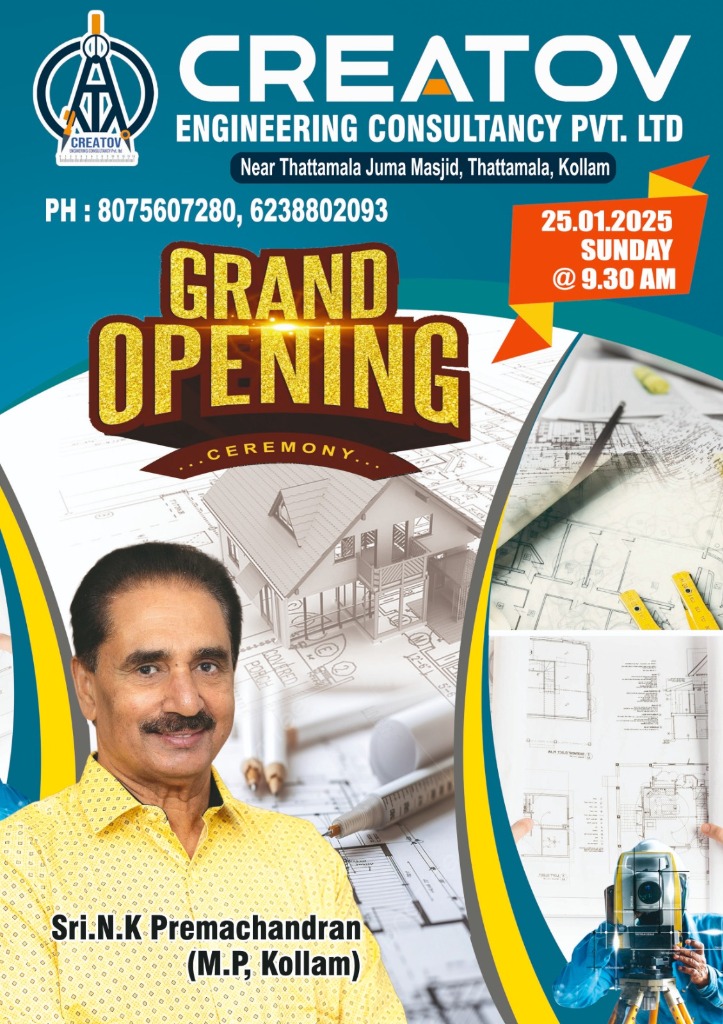 CREATOV
CREATOV
ENGINEERING CONSULTANCY PVT. LTD
Near Thattamala Juma Masjid, Thattamala, Kollam
PH : 8075607280, 6238802093
25.01.2025
SUNDAY
@ 9.30 AM
GRAND
OPENING
...CEREMONY...
Sri.N.K Premachandran
(M.P, Kollam)